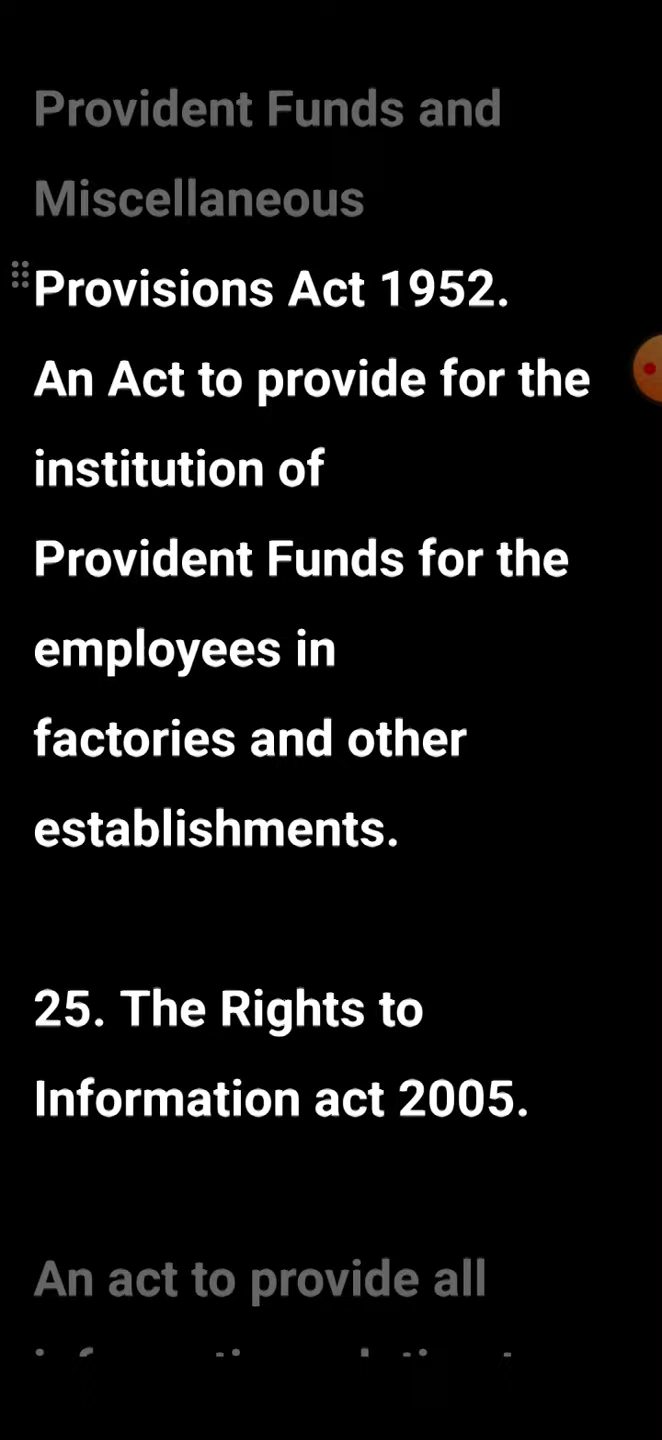 Provident Funds and
Miscellaneous
Provisions Act 1952.
An Act to provide for the
institution of
Provident Funds for the
employees in
factories and other
establishments.
25. The Rights to
Information act 2005.
An act to provide all